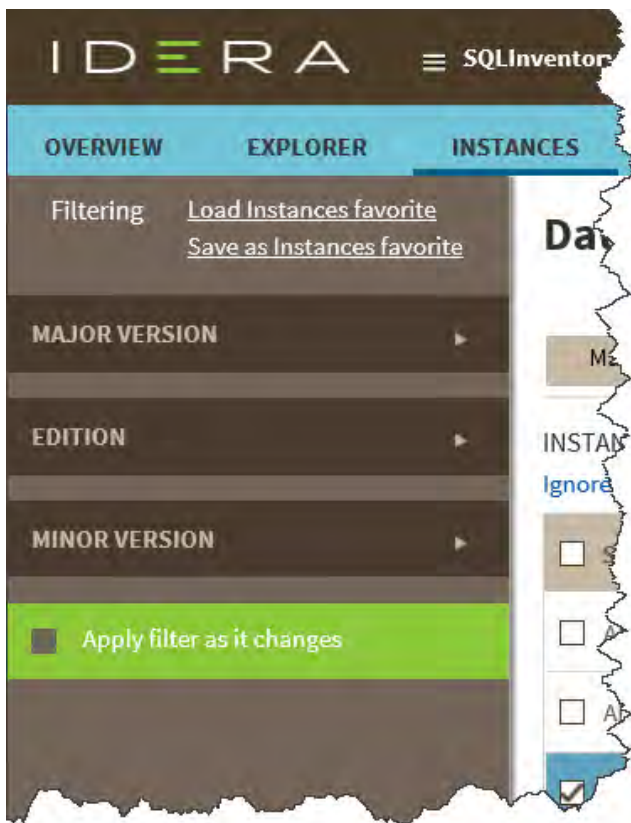 IDERA
SQLInventor
OVERVIEW EXPLORER INSTANCES
Filtering Load Instances favorite
Save as Instances favorite
MAJOR VERSION
EDITION
INSTAN
Ignore
MINOR VERSION
Apply filter as it changes